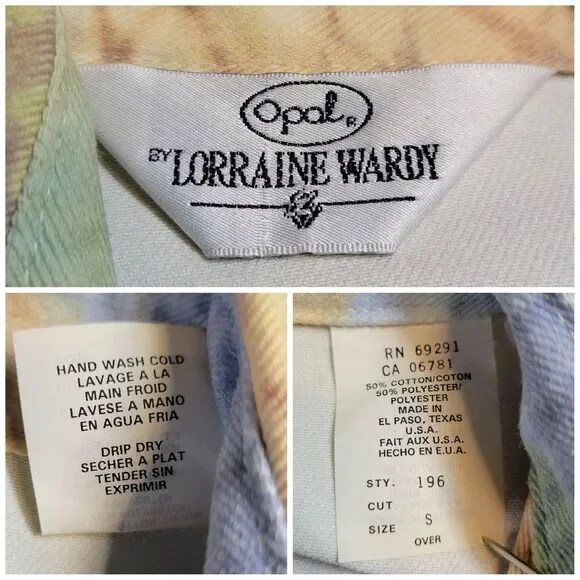 Opal R
BY LORRAINE WARDY
HAND WASH COLD
LAVAGE A LA
MAIN FROID
LAVESE A MANO
EN AGUA FRIA
DRIP DRY
SECHER A PLAT
TENDER SIN
EXPRIMIR
RN 69291
CA 06781
50% COTTON/COTON
50% POLYESTER/
POLYESTER
MADE IN
EL PASO, TEXAS
U.S.A.
FAIT AUX U.S.A.
HECHO EN E.U.A.
STY. 196
CUT
SIZE S
OVER